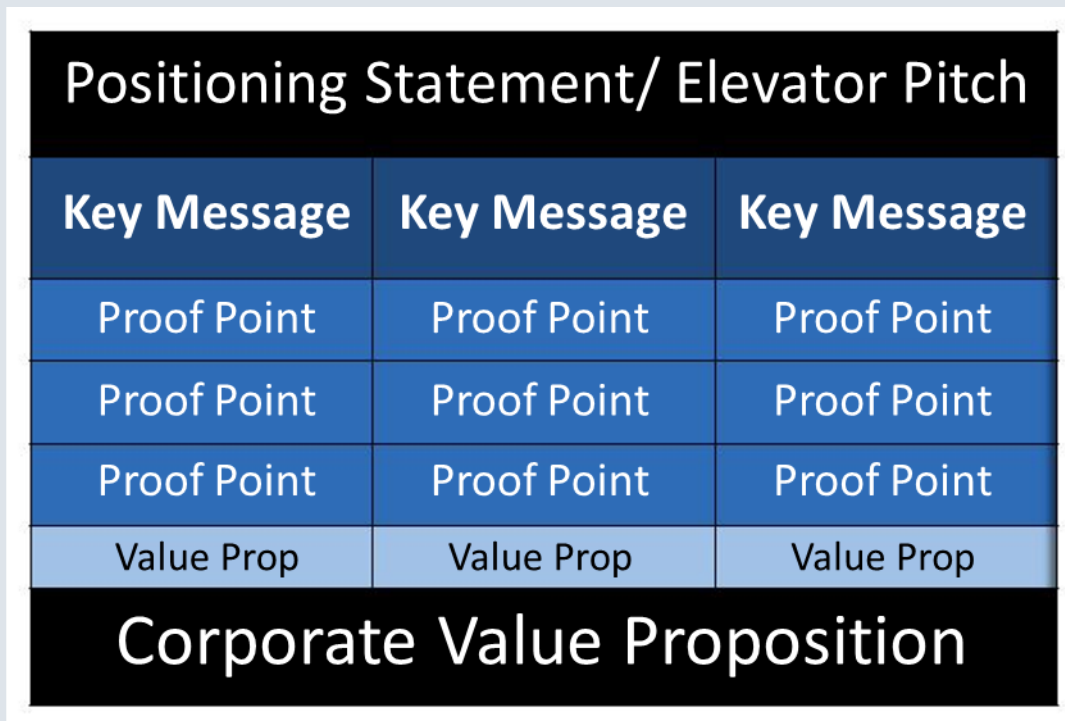 Positioning Statement/ Elevator Pitch
Key Message Key Message Key Message
Proof Point Proof Point Proof Point
Proof Point Proof Point Proof Point
Proof Point Proof Point Proof Point
Value Prop Value Prop Value Prop
Corporate Value Proposition